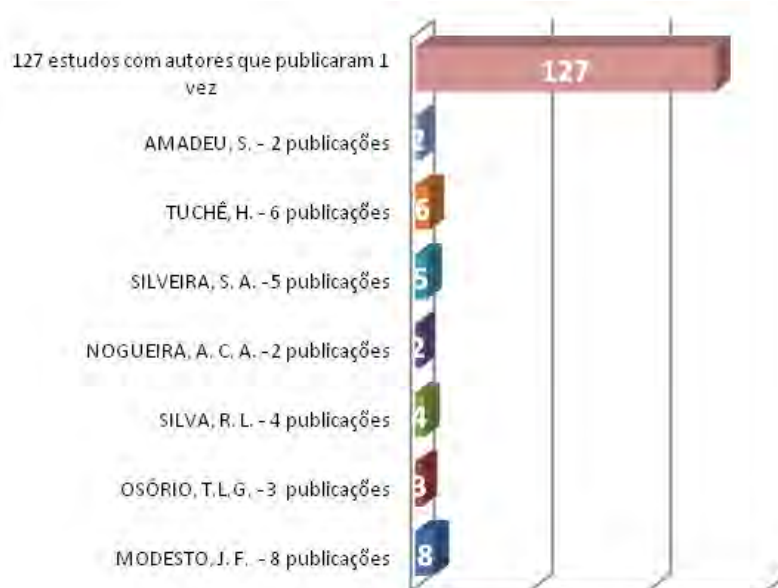 127 estudos com autores que publicaram 1
vez
127
AMADEU, S. - 2 publicações
2
TUCHÊ, H. - 6 publicações
6
SILVEIRA, S. A. -5 publicações
5
NOGUEIRA, A. C. A. -2 publicações
2
SILVA, R. L. - 4 publicações
4
OSÓRIO, T.L.G. -3 publicações
3
MODESTO, J. F. - 8 publicações
8